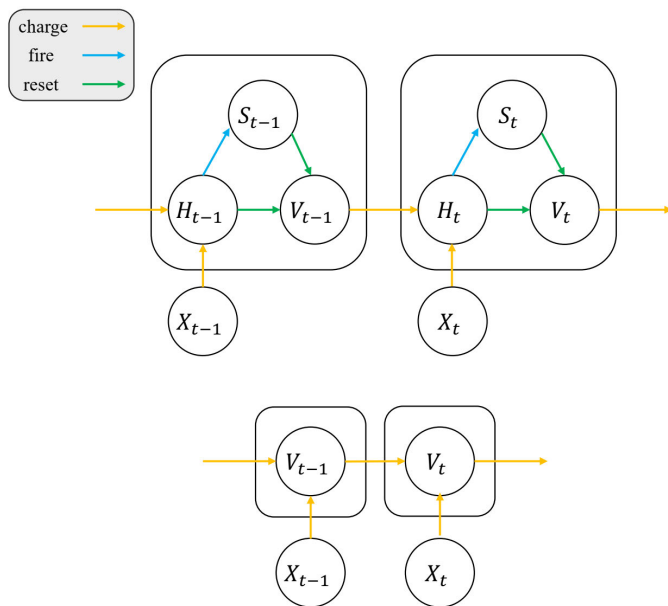 charge
fire
reset
S_{t-1}
S_t
H_{t-1}
V_{t-1}
H_t
V_t
X_{t-1}
X_t
V_{t-1}
V_t
X_{t-1}
X_t